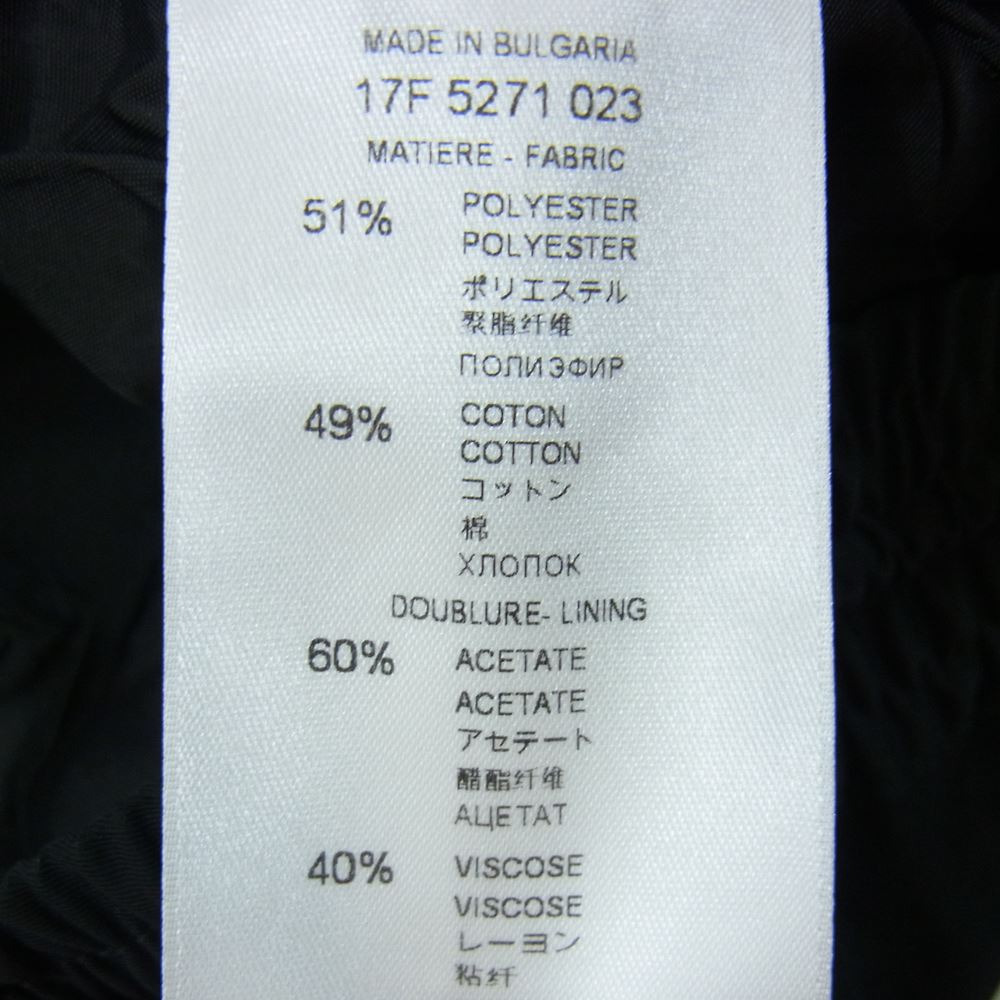 MADE IN BULGARIA
17F 5271 023
MATIERE - FABRIC
51% POLYESTER
POLYESTER
ポリエステル
聚脂纤维
ПОЛИЭФИР
49% COTON
COTTON
コットン
棉
ХЛОПОК
DOUBLURE- LINING
60% ACETATE
ACETATE
アセテート
醋酯纤维
АЦЕТАТ
40% VISCOSE
VISCOSE
レーヨン
粘纤